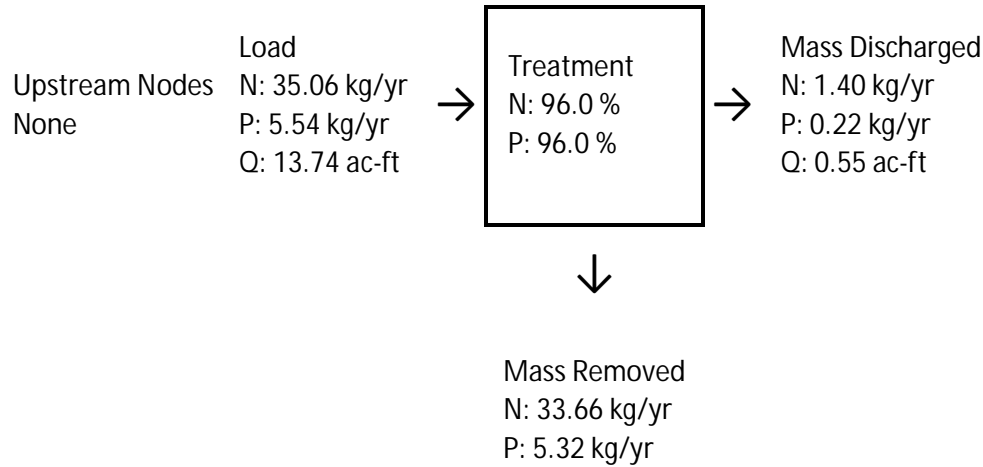 Upstream Nodes
None
Load
N: 35.06 kg/yr
P: 5.54 kg/yr
Q: 13.74 ac-ft
Treatment
N: 96.0 %
P: 96.0 %
Mass Discharged
N: 1.40 kg/yr
P: 0.22 kg/yr
Q: 0.55 ac-ft
Mass Removed
N: 33.66 kg/yr
P: 5.32 kg/yr